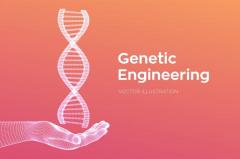 Genetic
Engineering
VECTOR ILLUSTRATION